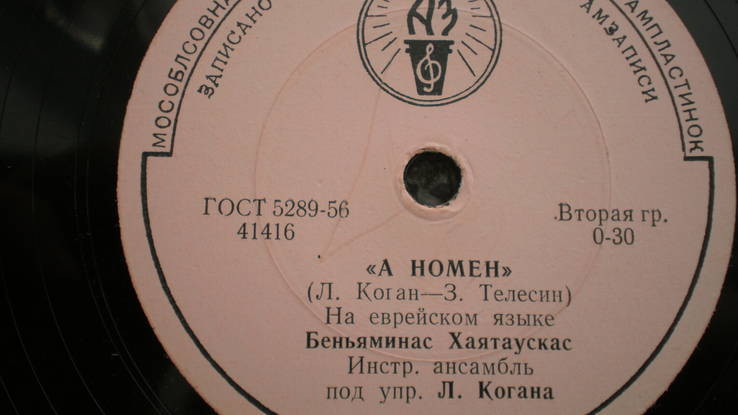 МОСОБЛСОВНА
ЗАПИСАНО
АЗ
АМПЛАСТИНОК
АМЗАПИСИ
ГОСТ 5289-56
41416
Вторая гр.
0-30
«А НОМЕН»
(Л. Коган—З. Телесин)
На еврейском языке
Беньяминас Хаятаускас
Инстр. ансамбль
под упр. Л. Когана